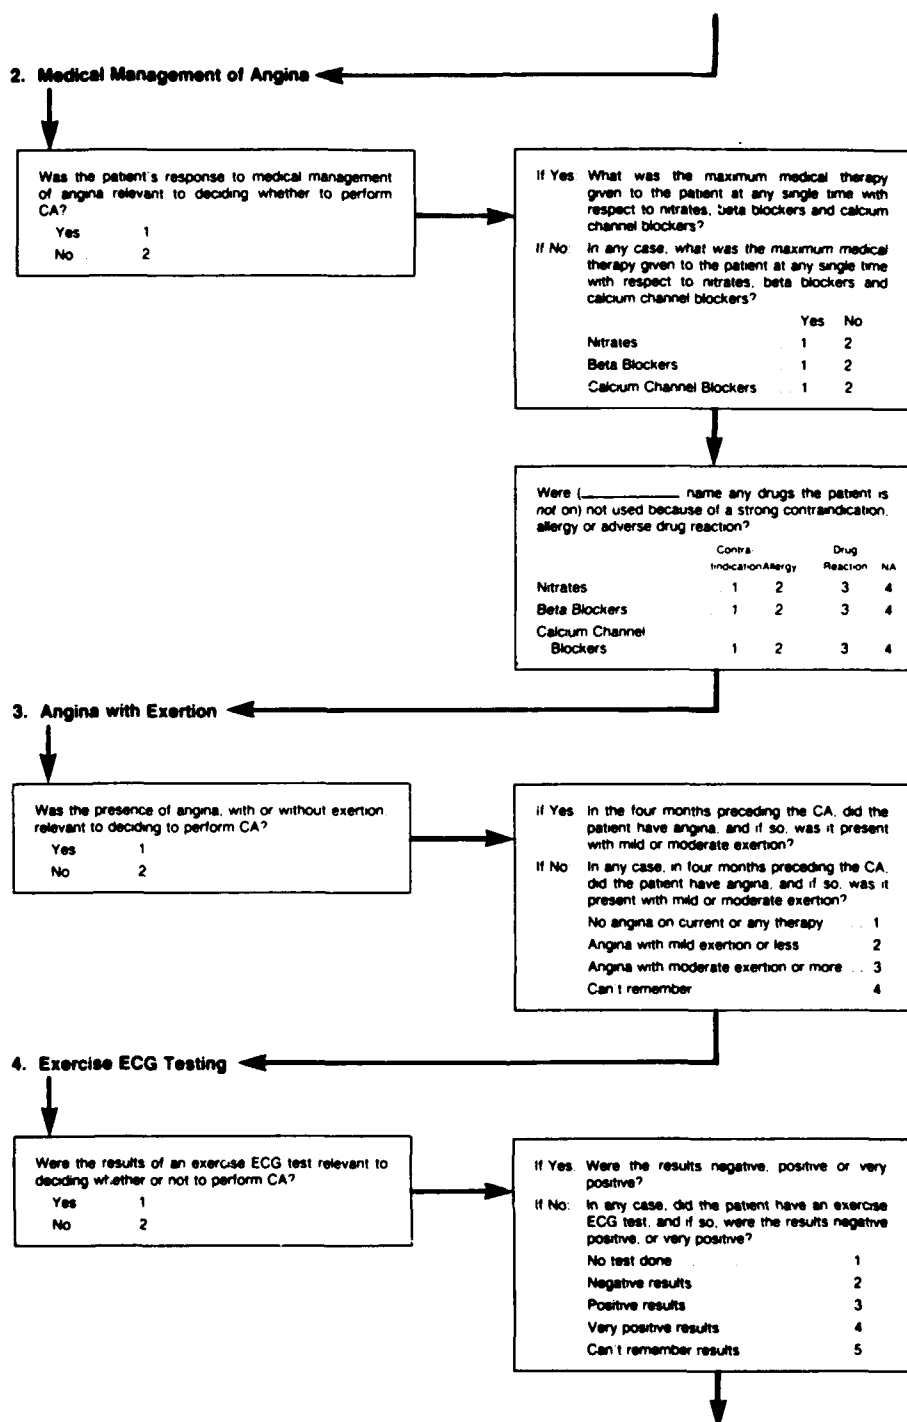 2. Medical Management of Angina
Was the patient's response to medical management
of angina relevant to deciding whether to perform
CA?
Yes 1
No 2
If Yes: What was the maximum medical therapy
given to the patient at any single time with
respect to nitrates, beta blockers and calcium
channel blockers?
If No: In any case, what was the maximum medical
therapy given to the patient at any single time
with respect to nitrates, beta blockers and
calcium channel blockers?
Yes No
Nitrates 1 2
Beta Blockers 1 2
Calcium Channel Blockers 1 2
Were (__________ name any drugs the patient is
not on) not used because of a strong contraindication,
allergy or adverse drug reaction?
Contra- Drug
indication Allergy Reaction NA
Nitrates 1 2 3 4
Beta Blockers 1 2 3 4
Calcium Channel
Blockers 1 2 3 4
3. Angina with Exertion
Was the presence of angina, with or without exertion
relevant to deciding to perform CA?
Yes 1
No 2
If Yes In the four months preceding the CA, did the
patient have angina, and if so, was it present
with mild or moderate exertion?
If No In any case, in four months preceding the CA,
did the patient have angina, and if so, was it
present with mild or moderate exertion?
No angina on current or any therapy 1
Angina with mild exertion or less 2
Angina with moderate exertion or more 3
Can't remember 4
4. Exercise ECG Testing
Were the results of an exercise ECG test relevant to
deciding whether or not to perform CA?
Yes 1
No 2
If Yes. Were the results negative, positive or very
positive?
If No: In any case, did the patient have an exercise
ECG test, and if so, were the results negative
positive, or very positive?
No test done 1
Negative results 2
Positive results 3
Very positive results 4
Can't remember results 5